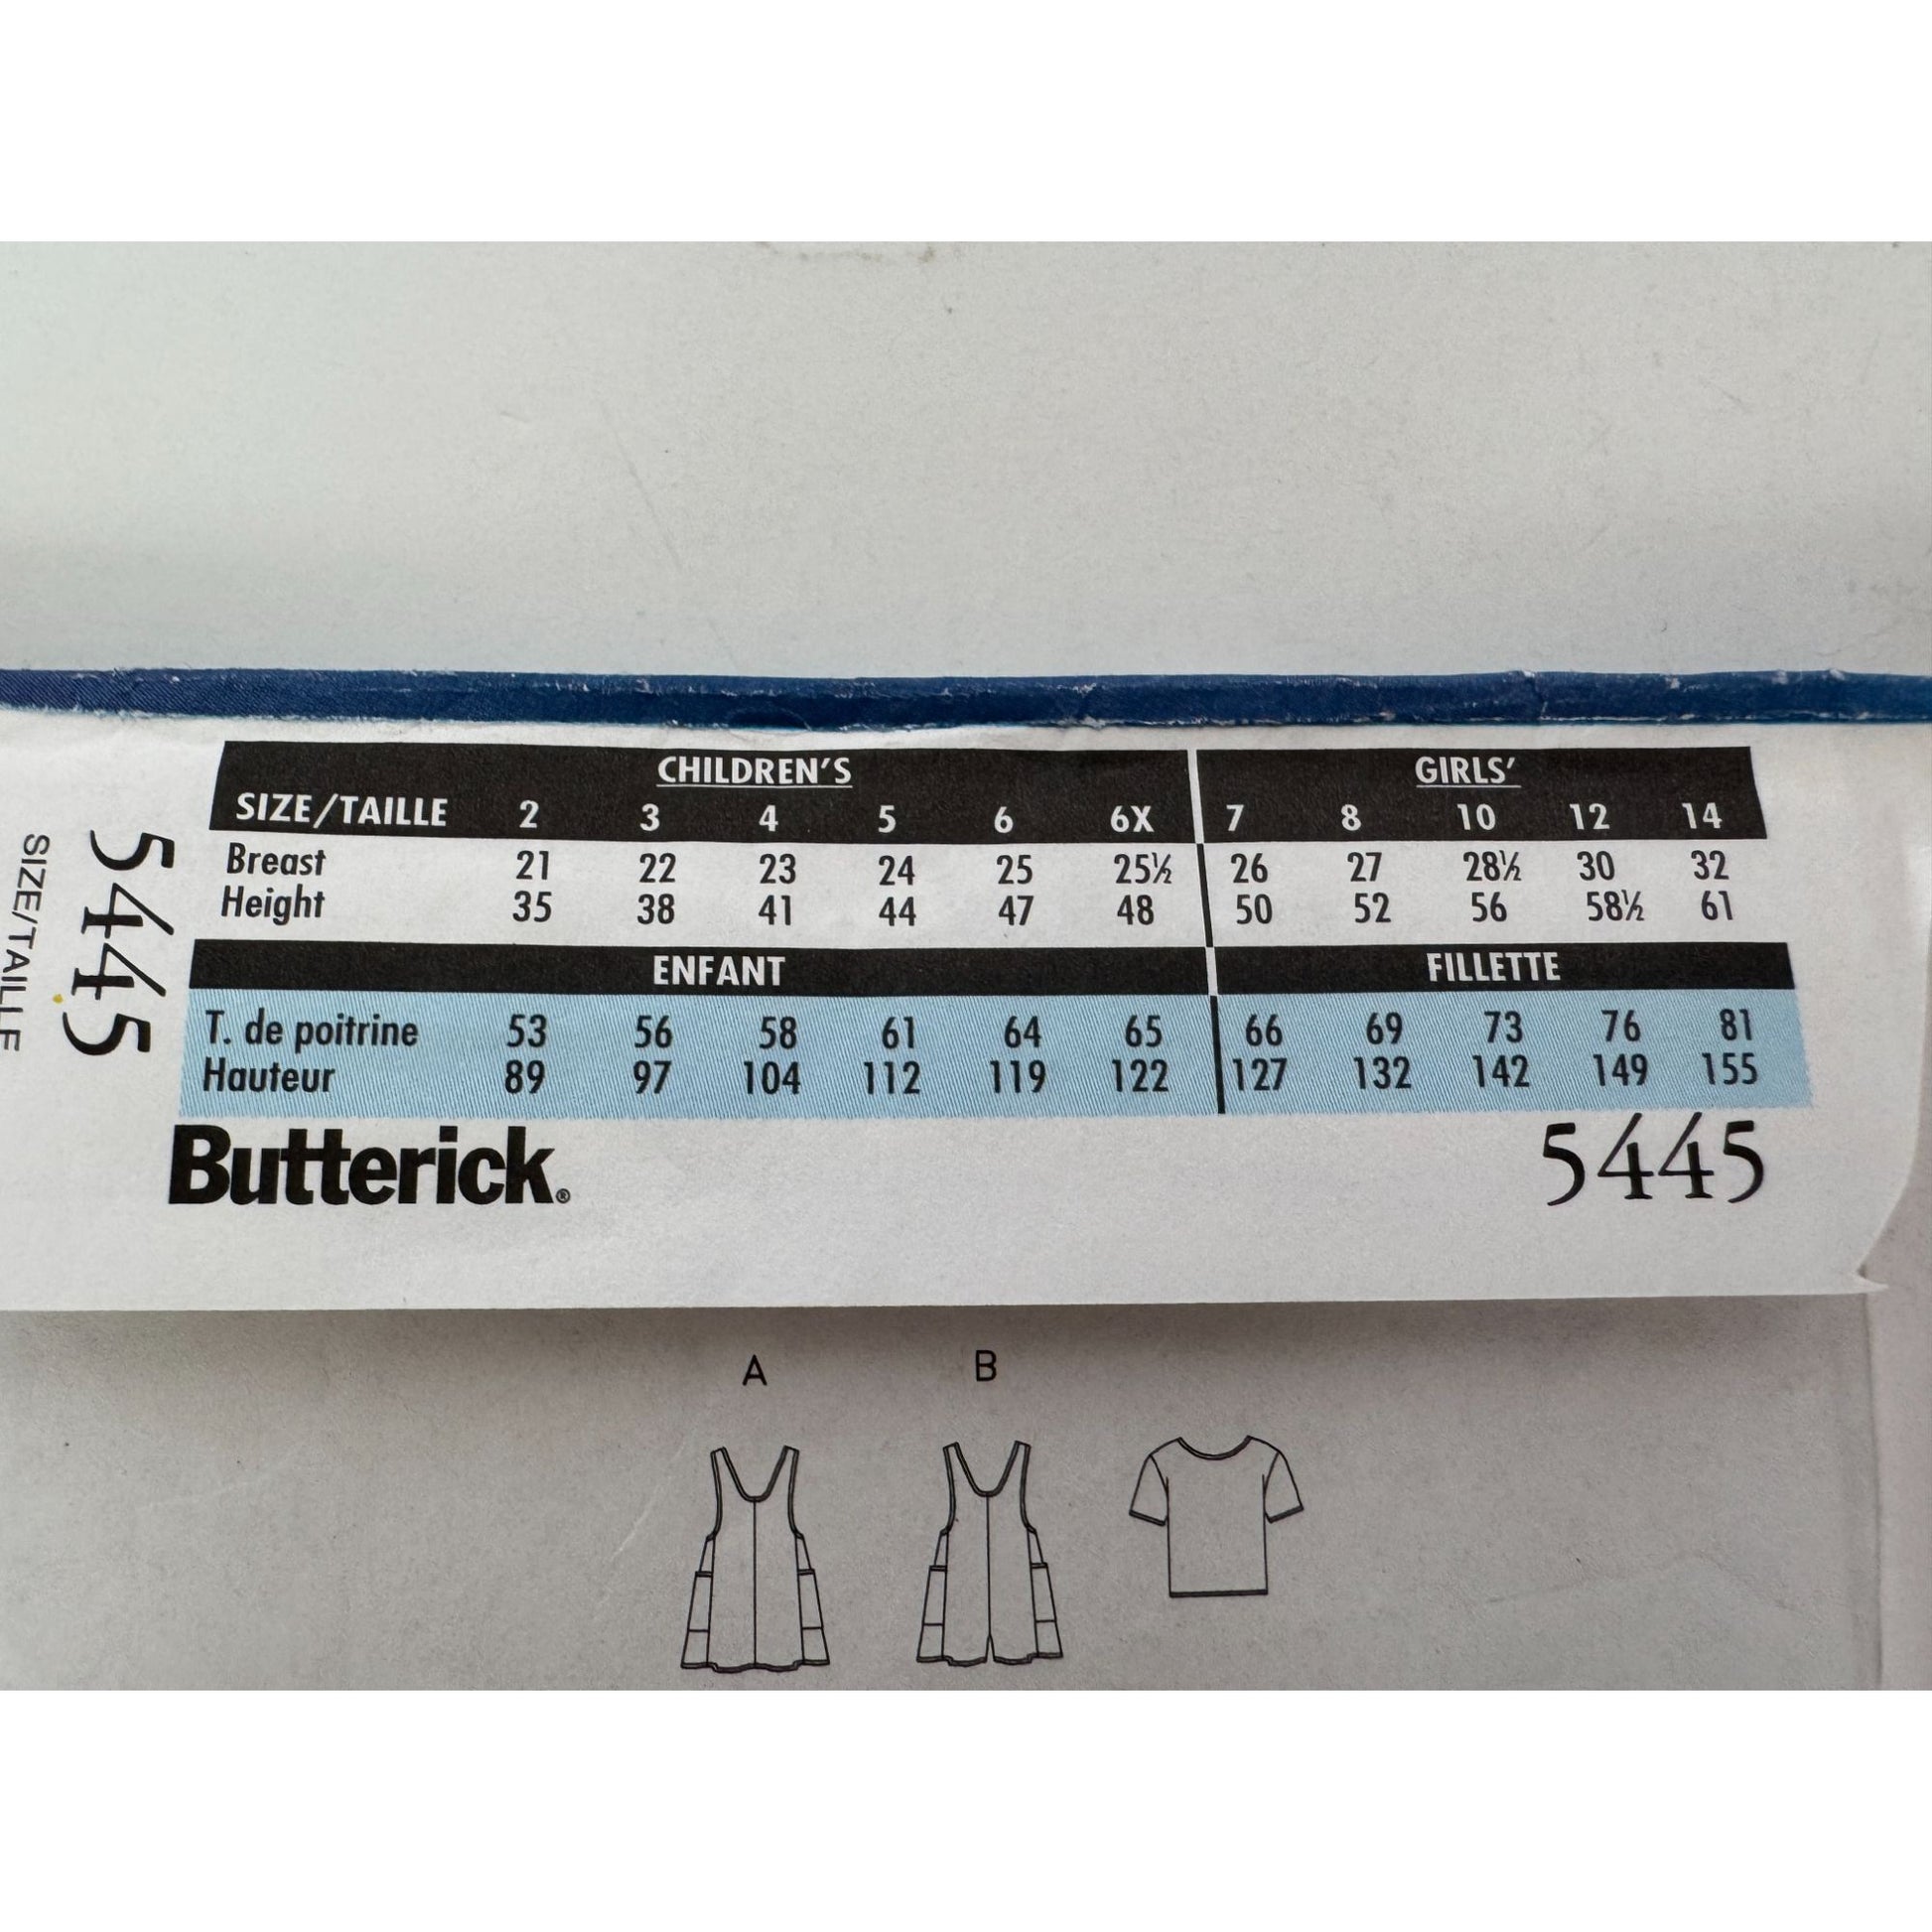 CHILDREN'S GIRLS'
SIZE/TAILLE 2 3 4 5 6 6X 7 8 10 12 14
Breast 21 22 23 24 25 25½ 26 27 28½ 30 32
Height 35 38 41 44 47 48 50 52 56 58½ 61
ENFANT FILLETTE
T. de poitrine 53 56 58 61 64 65 66 69 73 76 81
Hauteur 89 97 104 112 119 122 127 132 142 149 155
Butterick® 5445
5445
SIZE/TAILLE
A B